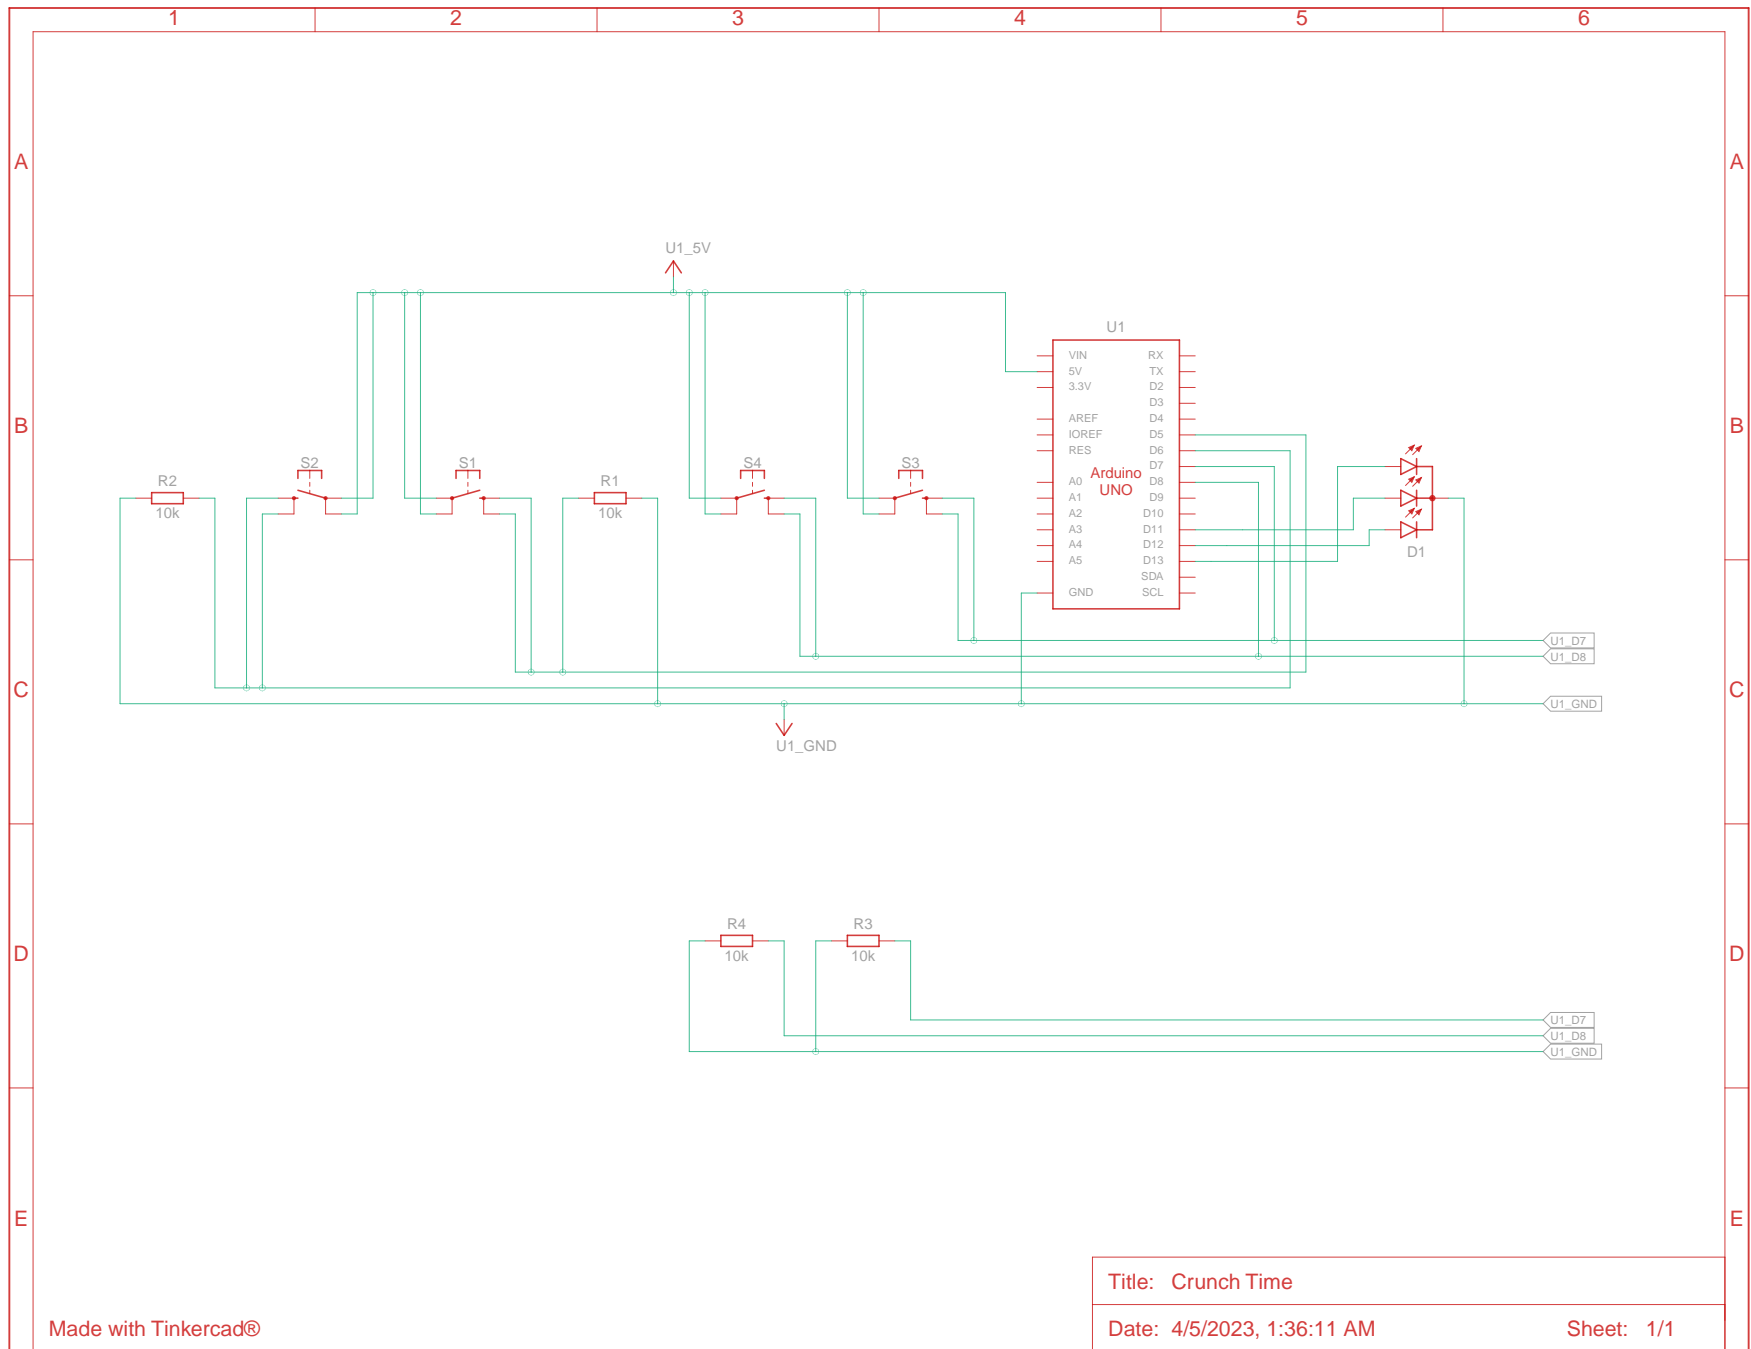 1 2 3 4 5 6
A A
U1_5V
U1
VIN RX
5V TX
3.3V D2
D3
AREF D4
B B
IOREF D5
RES D6
S2 S1 S4 S3 D7
R2 R1 Arduino
A0 D8
UNO
A1 D9
10k 10k
A2 D10
A3 D11
A4 D12
D1
A5 D13
SDA
GND SCL
U1_D7
U1_D8
C C
U1_GND
U1_GND
R4 R3
D D
10k 10k
U1_D7
U1_D8
U1_GND
E E
Title: Crunch Time
Made with Tinkercad®
Date: 4/5/2023, 1:36:11 AM Sheet: 1/1